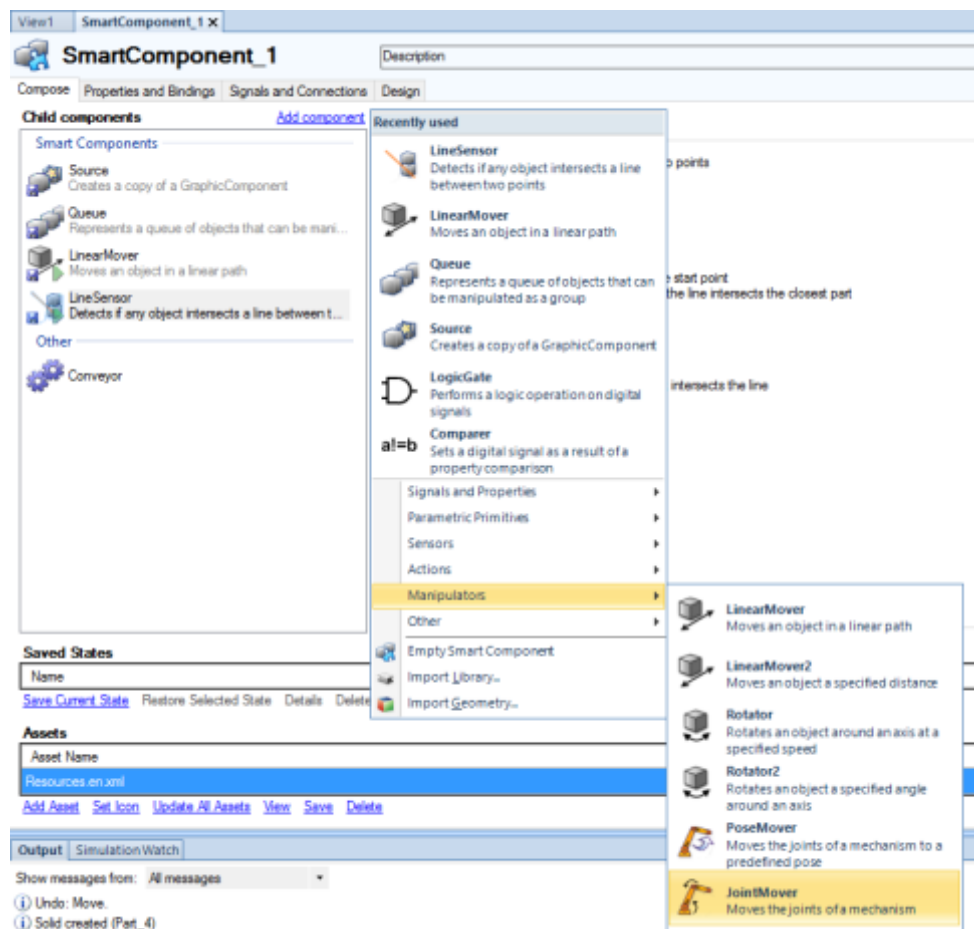 View1
SmartComponent_1
SmartComponent_1
Description
Compose
Properties and Bindings
Signals and Connections
Design
Child components
Add component
Smart Components
Source
Creates a copy of a GraphicComponent
Queue
Represents a queue of objects that can be mani...
LinearMover
Moves an object in a linear path
LineSensor
Detects if any object intersects a line between t...
Other
Conveyor
Recently used
LineSensor
Detects if any object intersects a line
between two points
LinearMover
Moves an object in a linear path
Queue
Represents a queue of objects that can
be manipulated as a group
Source
Creates a copy of a GraphicComponent
LogicGate
Performs a logic operation on digital
signals
a!=b
Comparer
Sets a digital signal as a result of a
property comparison
Signals and Properties
Parametric Primitives
Sensors
Actions
Manipulators
Other
Empty Smart Component
Import Library...
Import Geometry...
points
start point
the line intersects the closest part
intersects the line
LinearMover
Moves an object in a linear path
LinearMover2
Moves an object a specified distance
Rotator
Rotates an object around an axis at a
specified speed
Rotator2
Rotates an object a specified angle
around an axis
PoseMover
Moves the joints of a mechanism to a
predefined pose
JointMover
Moves the joints of a mechanism
Saved States
Name
Save Current State
Restore Selected State
Details
Delete
Assets
Asset Name
Resources.en.xml
Add Asset
Set Icon
Update All Assets
View
Save
Delete
Output
Simulation Watch
Show messages from:
All messages
Undo: Move.
Solid created (Part_4)